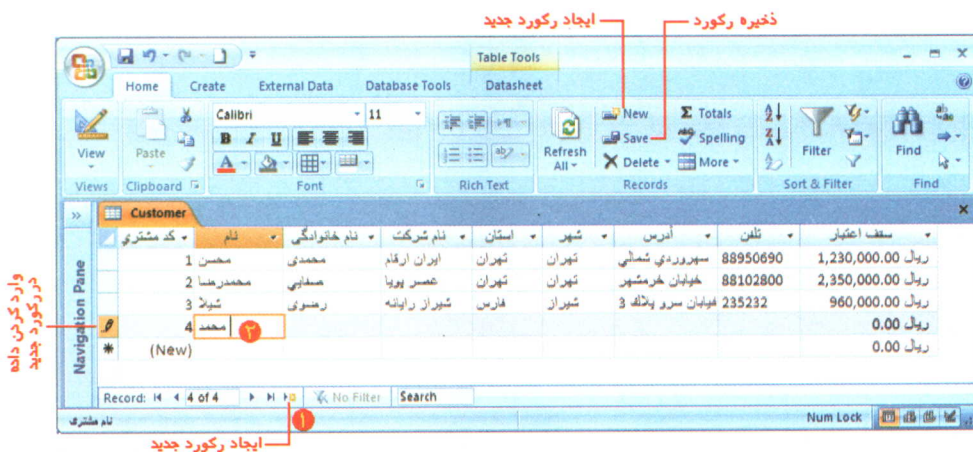 ایجاد رکورد جدید
ذخیره رکورد
Table Tools
Home Create External Data Database Tools Datasheet
View
Paste
Calibri 11
B I U
Refresh All
New
Save
Delete
Σ Totals
Spelling
More
Filter
Find
Views Clipboard Font Rich Text Records Sort & Filter Find
Customer
کد مشتری نام نام خانوادگی نام شرکت استان شهر آدرس تلفن سقف اعتبار
1 محسن محمدی ایران ارقام تهران تهران سهروردي شمالي 88950690 ریال 1,230,000.00
2 محمدرضا صفایی عصر پویا تهران تهران خیابان خرمشهر 88102800 ریال 2,350,000.00
3 شیلا رضوی شیراز رایانه فارس شیراز خیابان سرو پلاک 3 235232 ریال 960,000.00
4 محمد ۲ ریال 0.00
(New) ریال 0.00
Navigation Pane
وارد کردن داده
در رکورد جدید
Record: 4 of 4 No Filter Search
۱
نام مشتری
Num Lock
ایجاد رکورد جدید